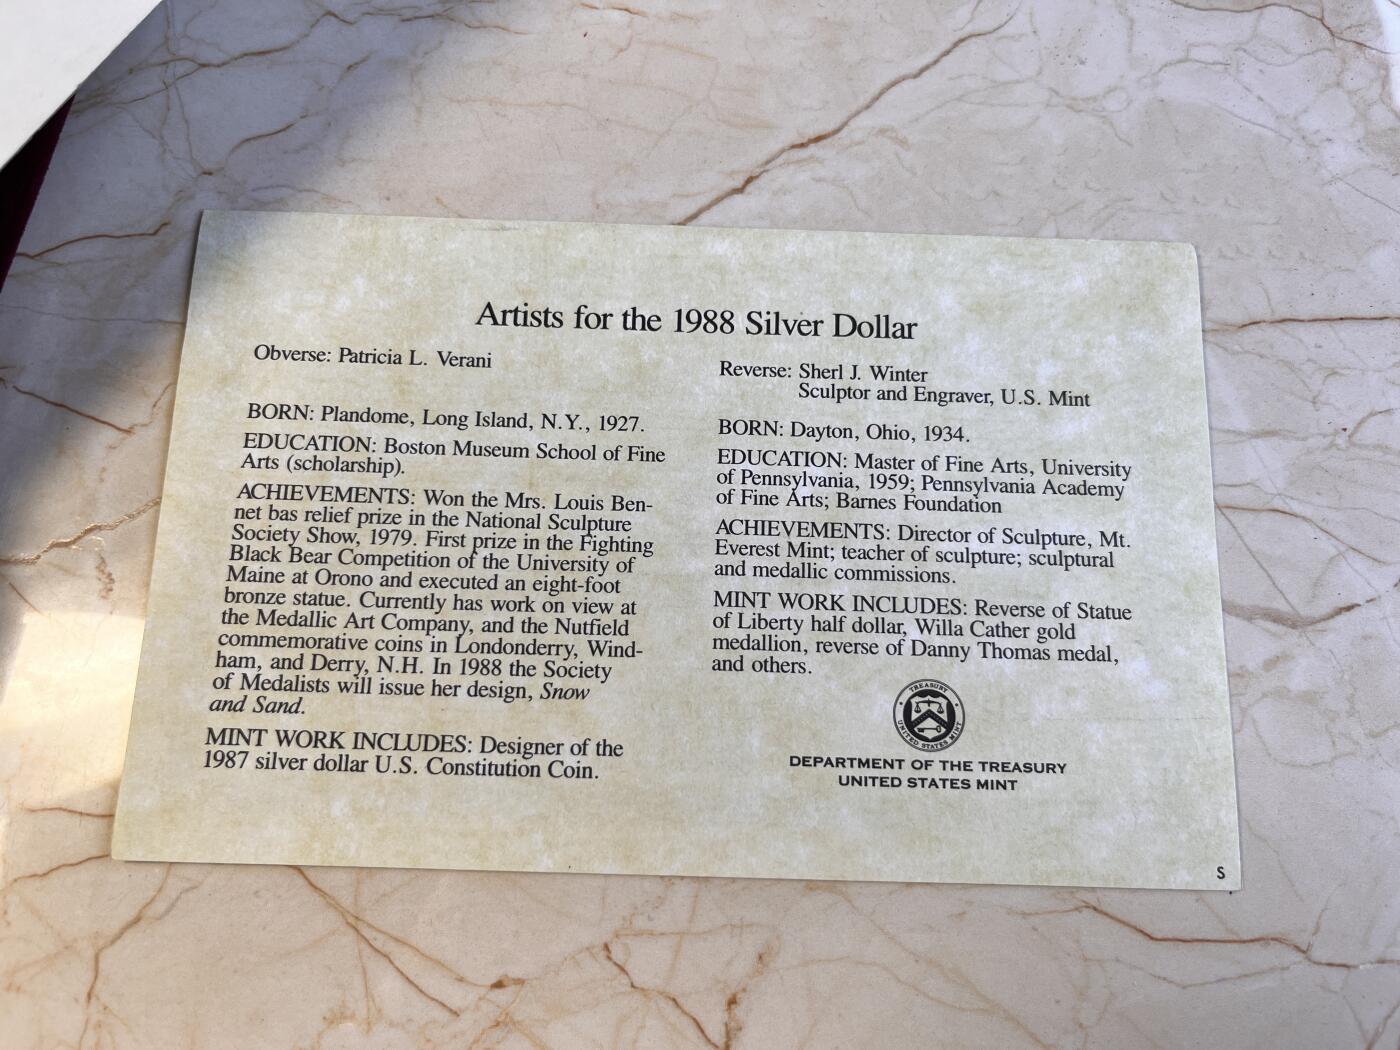 Artists for the 1988 Silver Dollar
Obverse: Patricia L. Verani
BORN: Plandome, Long Island, N.Y., 1927.
EDUCATION: Boston Museum School of Fine
Arts (scholarship).
ACHIEVEMENTS: Won the Mrs. Louis Ben-
net bas relief prize in the National Sculpture
Society Show, 1979. First prize in the Fighting
Black Bear Competition of the University of
Maine at Orono and executed an eight-foot
bronze statue. Currently has work on view at
the Medallic Art Company, and the Nutfield
commemorative coins in Londonderry, Wind-
ham, and Derry, N.H. In 1988 the Society
of Medalists will issue her design, Snow
and Sand.
MINT WORK INCLUDES: Designer of the
1987 silver dollar U.S. Constitution Coin.
Reverse: Sherl J. Winter
Sculptor and Engraver, U.S. Mint
BORN: Dayton, Ohio, 1934.
EDUCATION: Master of Fine Arts, University
of Pennsylvania, 1959; Pennsylvania Academy
of Fine Arts; Barnes Foundation
ACHIEVEMENTS: Director of Sculpture, Mt.
Everest Mint; teacher of sculpture; sculptural
and medallic commissions.
MINT WORK INCLUDES: Reverse of Statue
of Liberty half dollar, Willa Cather gold
medallion, reverse of Danny Thomas medal,
and others.
TREASURY
UNITED STATES MINT
DEPARTMENT OF THE TREASURY
UNITED STATES MINT
S